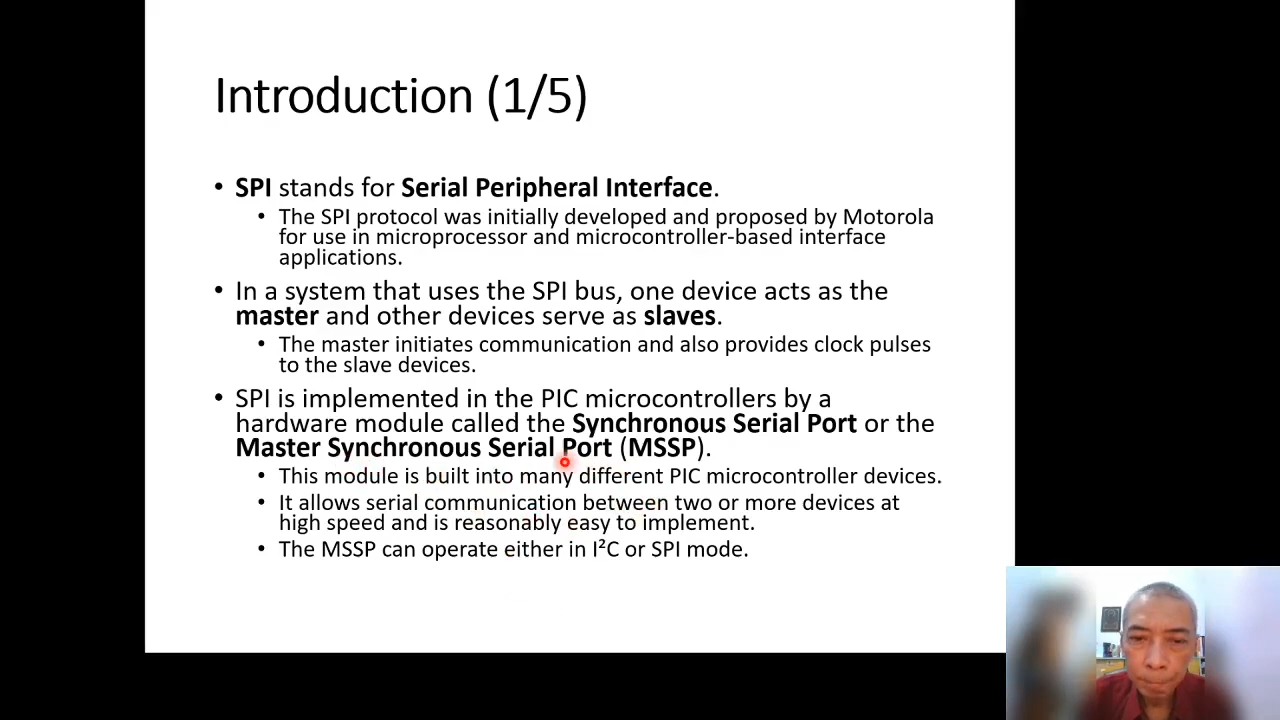 Introduction (1/5)
• SPI stands for Serial Peripheral Interface.
• The SPI protocol was initially developed and proposed by Motorola
for use in microprocessor and microcontroller-based interface
applications.
• In a system that uses the SPI bus, one device acts as the
master and other devices serve as slaves.
• The master initiates communication and also provides clock pulses
to the slave devices.
• SPI is implemented in the PIC microcontrollers by a
hardware module called the Synchronous Serial Port or the
Master Synchronous Serial Port (MSSP).
• This module is built into many different PIC microcontroller devices.
• It allows serial communication between two or more devices at
high speed and is reasonably easy to implement.
• The MSSP can operate either in I²C or SPI mode.